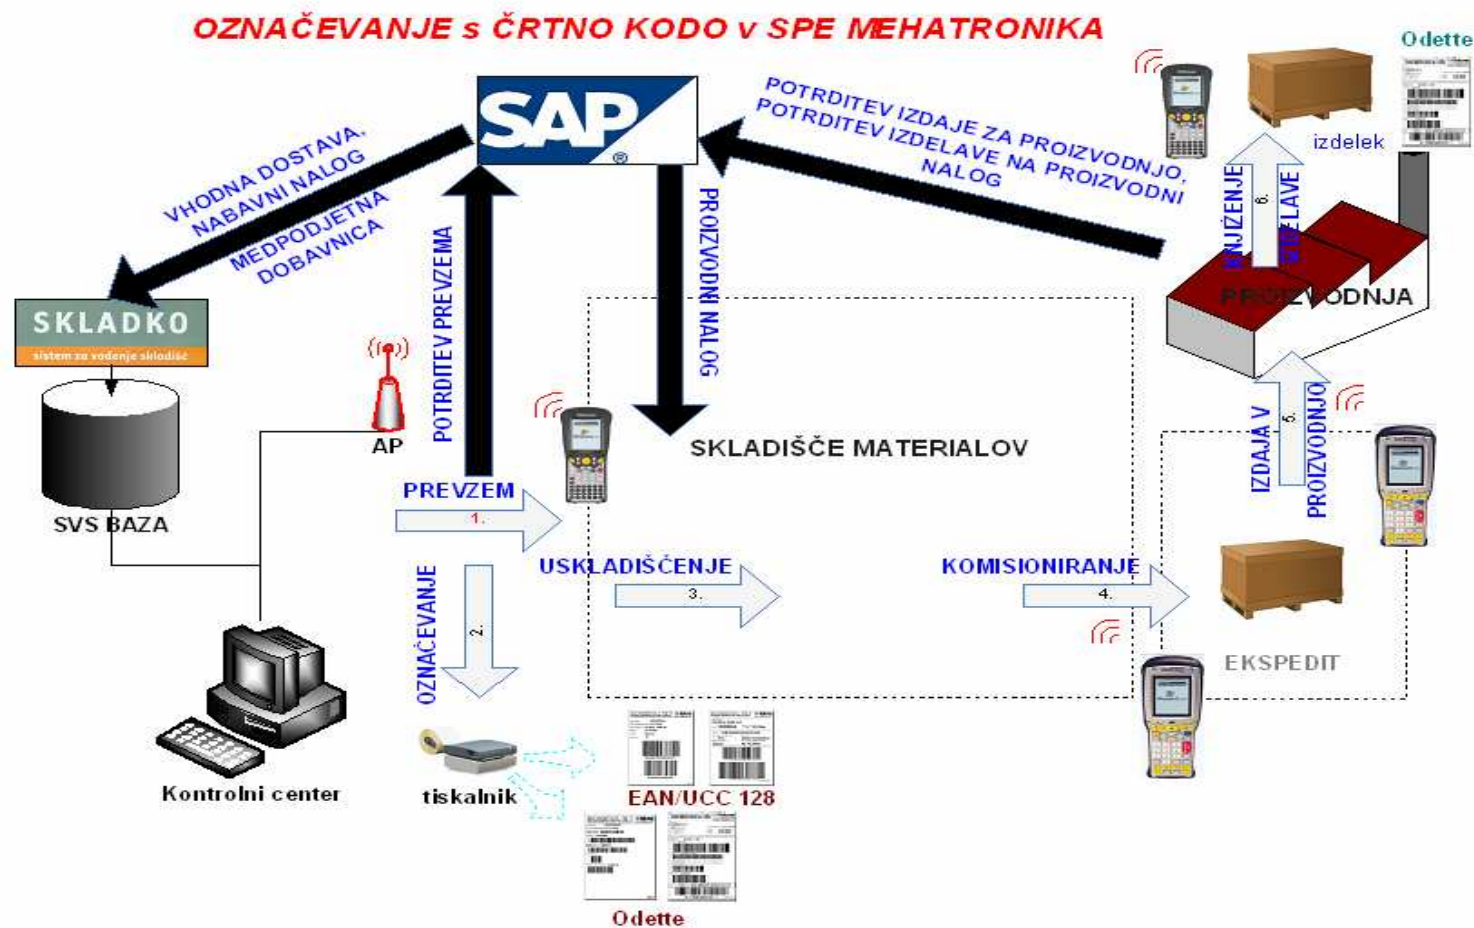 OZNAČEVANJE s ČRTNO KODO v SPE MEHATRONIKA
Odette
SAP
®
VHODNA DOSTAVA,
NABAVNI NALOG
MEDPODJETNA
DOBAVNICA
POTRDITEV IZDAJE ZA PROIZVODNJO,
POTRDITEV IZDELAVE NA PROIZVODNI
NALOG
izdelek
KNJIŽENJE
6.
IZDELAVE
POTRDITEV PREVZEMA
PROIZVODNI NALOG
PROIZVODNJA
SKLADKO
sistem za vodenje skladišč
AP
SKLADIŠČE MATERIALOV
IZDAJA V
5.
PROIZVODNJO
SVS BAZA
PREVZEM
1.
USKLADIŠČENJE
3.
KOMISIONIRANJE
4.
OZNAČEVANJE
2.
EKSPEDIT
Kontrolni center
tiskalnik
EAN/UCC 128
Odette